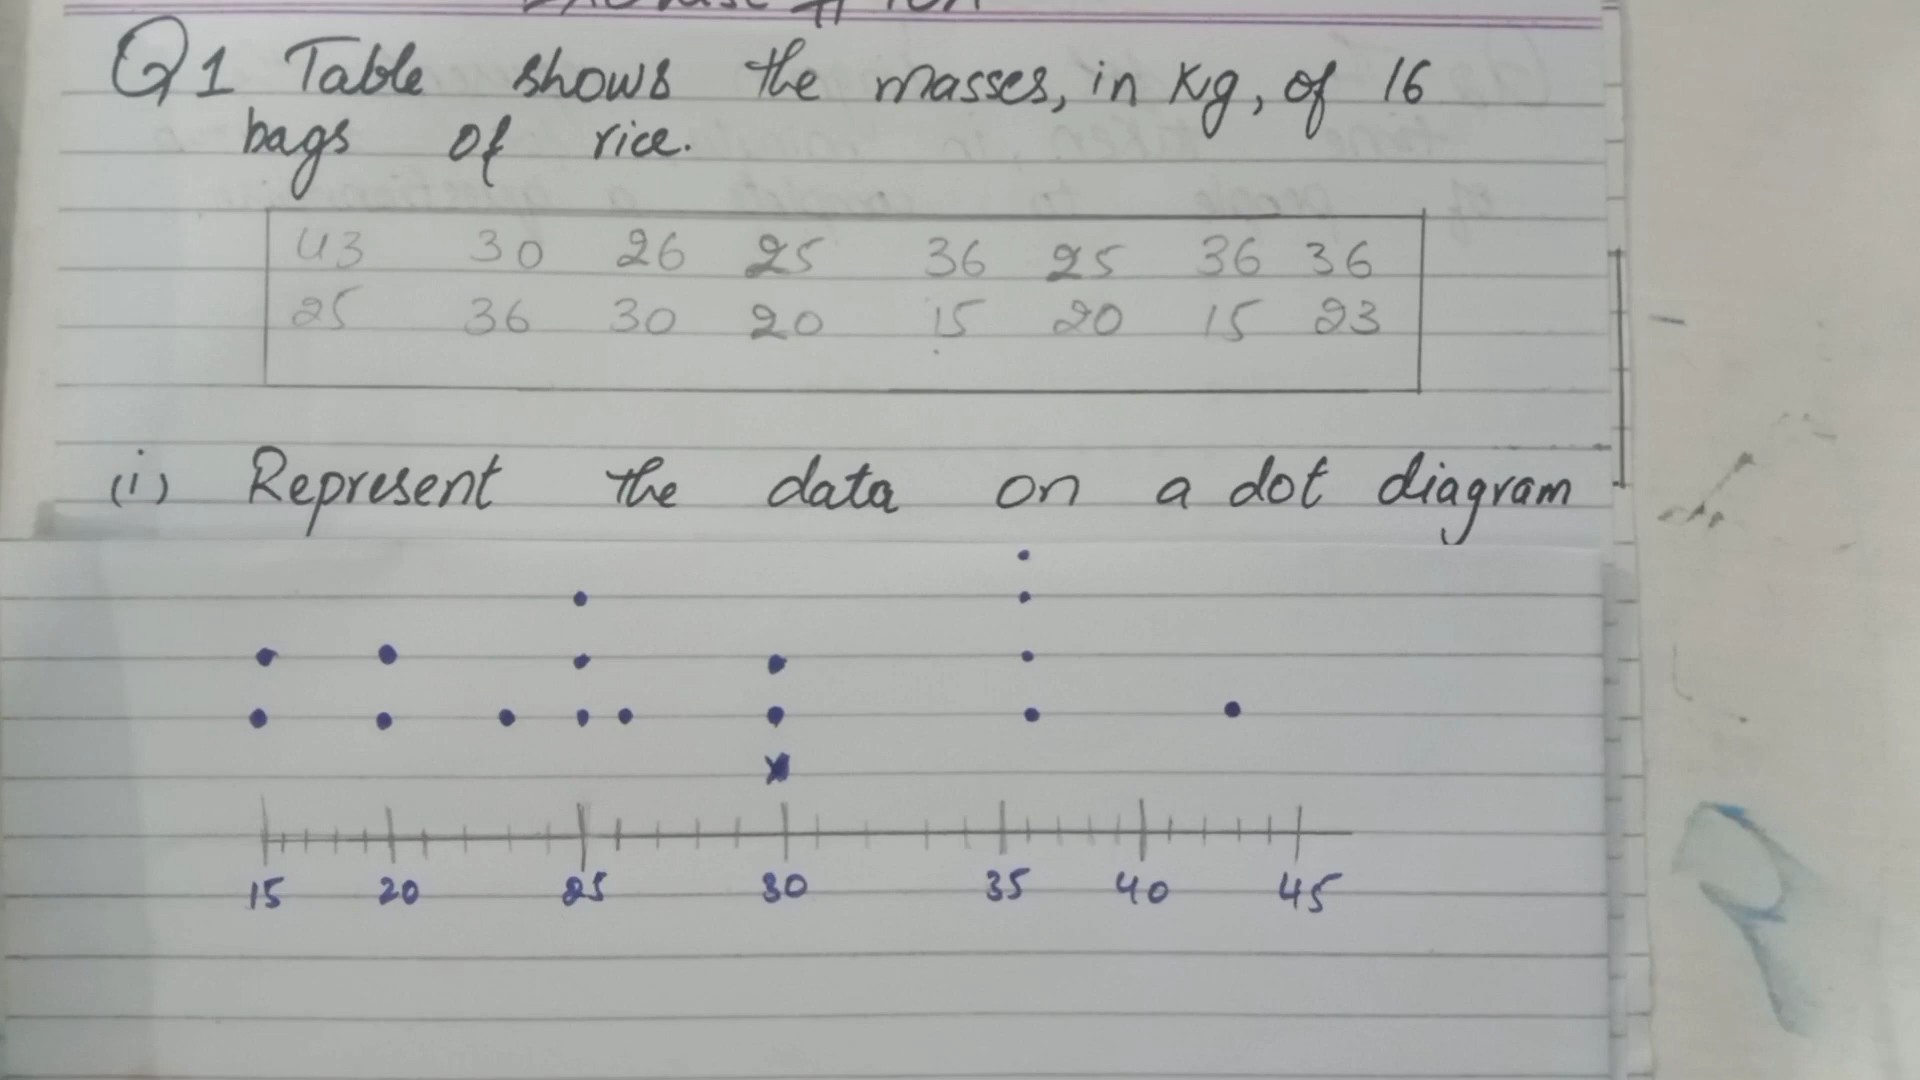 Q1 Table shows the masses, in Kg, of 16
bags of rice.
43 30 26 25 36 25 36 36
25 36 30 20 15 20 15 23
(i) Represent the data on a dot diagram
15 20 25 30 35 40 45